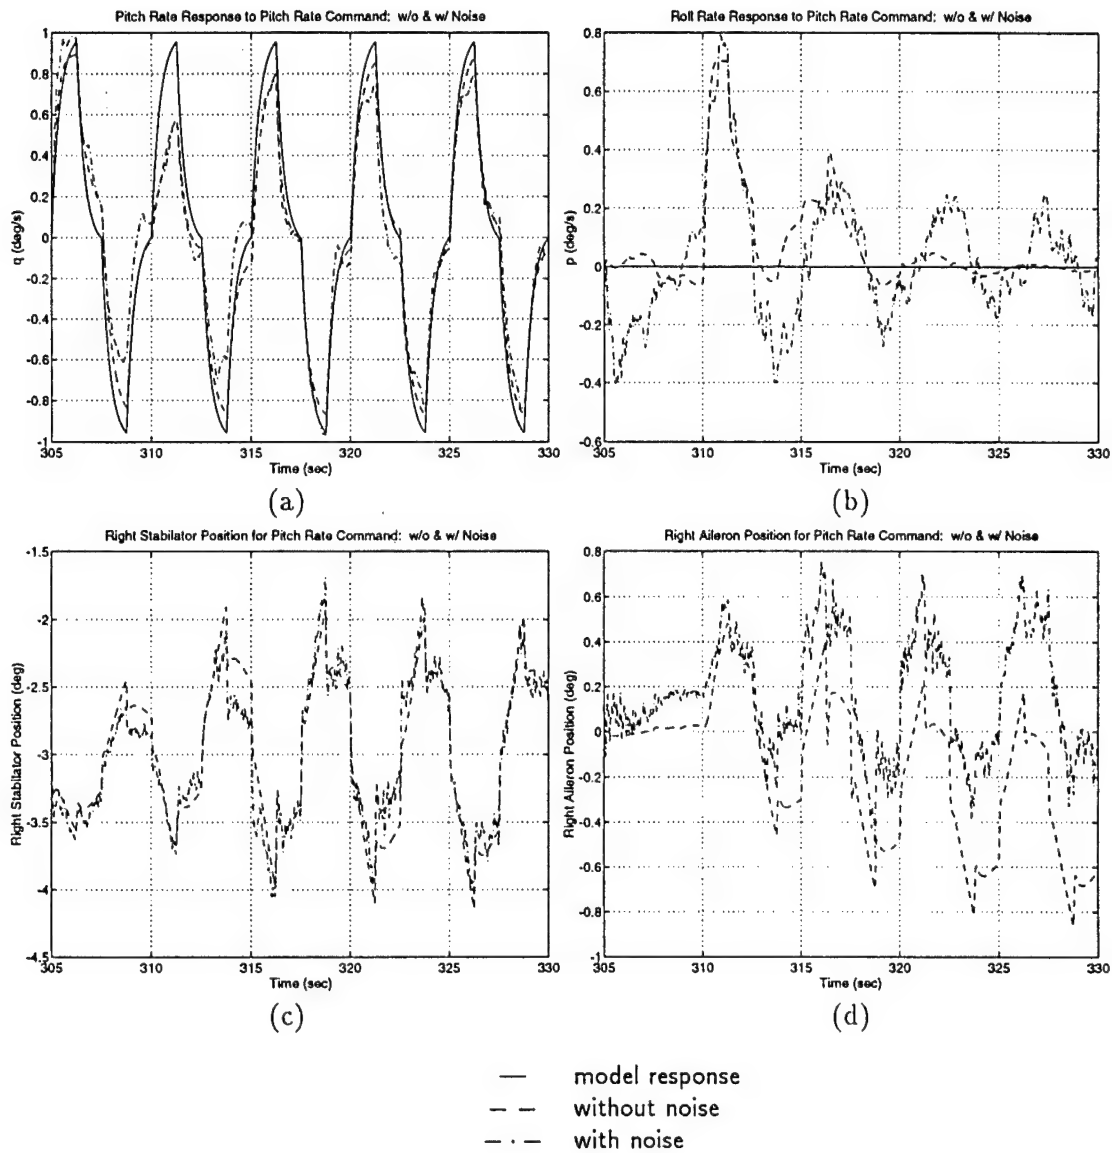 Pitch Rate Response to Pitch Rate Command: w/o & w/ Noise
q (deg/s)
1
0.8
0.6
0.4
0.2
0
-0.2
-0.4
-0.6
-0.8
-1
305 310 315 320 325 330
Time (sec)
(a)
Roll Rate Response to Pitch Rate Command: w/o & w/ Noise
p (deg/s)
0.8
0.6
0.4
0.2
0
-0.2
-0.4
-0.6
305 310 315 320 325 330
Time (sec)
(b)
Right Stabilator Position for Pitch Rate Command: w/o & w/ Noise
Right Stabilator Position (deg)
-1.5
-2
-2.5
-3
-3.5
-4
-4.5
305 310 315 320 325 330
Time (sec)
(c)
Right Aileron Position for Pitch Rate Command: w/o & w/ Noise
Right Aileron Position (deg)
0.8
0.6
0.4
0.2
0
-0.2
-0.4
-0.6
-0.8
-1
305 310 315 320 325 330
Time (sec)
(d)
model response
without noise
with noise